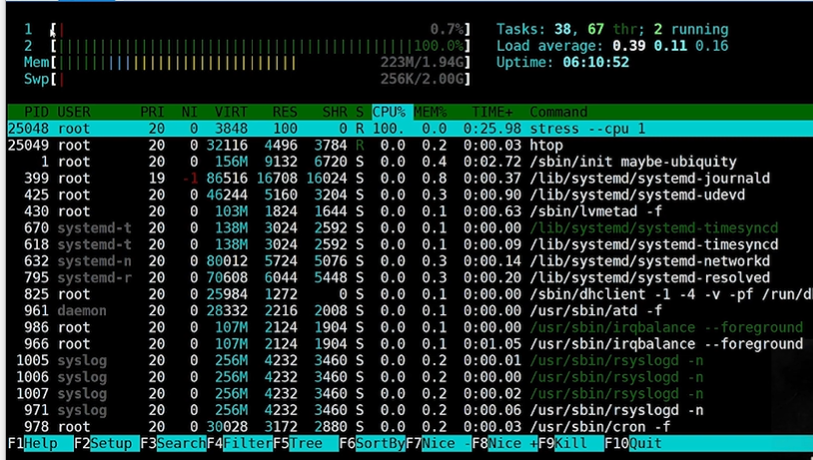 1 [| 0.7%] Tasks: 38, 67 thr; 2 running
2 [||||||||||||||||||||||||||||||||||||||||||||100.0%] Load average: 0.39 0.11 0.16
Mem[||||||||||||||||||||||||||||| 223M/1.94G] Uptime: 06:10:52
Swp[| 256K/2.00G]
PID USER PRI NI VIRT RES SHR S CPU% MEM% TIME+ Command
25048 root 20 0 3848 100 0 R 100. 0.0 0:25.98 stress --cpu 1
25049 root 20 0 32116 4496 3784 R 0.0 0.2 0:00.03 htop
1 root 20 0 156M 9132 6720 S 0.0 0.4 0:02.72 /sbin/init maybe-ubiquity
399 root 19 -1 86516 16708 16024 S 0.0 0.8 0:00.37 /lib/systemd/systemd-journald
425 root 20 0 46244 5160 3204 S 0.0 0.3 0:00.90 /lib/systemd/systemd-udevd
430 root 20 0 103M 1824 1644 S 0.0 0.1 0:00.63 /sbin/lvmetad -f
670 systemd-t 20 0 138M 3024 2592 S 0.0 0.1 0:00.00 /lib/systemd/systemd-timesyncd
618 systemd-t 20 0 138M 3024 2592 S 0.0 0.1 0:00.09 /lib/systemd/systemd-timesyncd
632 systemd-n 20 0 80012 5724 5076 S 0.0 0.3 0:00.14 /lib/systemd/systemd-networkd
795 systemd-r 20 0 70608 6044 5448 S 0.0 0.3 0:00.20 /lib/systemd/systemd-resolved
825 root 20 0 25984 1272 0 S 0.0 0.1 0:00.00 /sbin/dhclient -1 -4 -v -pf /run/d
961 daemon 20 0 28332 2216 2008 S 0.0 0.1 0:00.00 /usr/sbin/atd -f
986 root 20 0 107M 2124 1904 S 0.0 0.1 0:00.00 /usr/sbin/irqbalance --foreground
966 root 20 0 107M 2124 1904 S 0.0 0.1 0:01.05 /usr/sbin/irqbalance --foreground
1005 syslog 20 0 256M 4232 3460 S 0.0 0.2 0:00.01 /usr/sbin/rsyslogd -n
1006 syslog 20 0 256M 4232 3460 S 0.0 0.2 0:00.00 /usr/sbin/rsyslogd -n
1007 syslog 20 0 256M 4232 3460 S 0.0 0.2 0:00.02 /usr/sbin/rsyslogd -n
971 syslog 20 0 256M 4232 3460 S 0.0 0.2 0:00.06 /usr/sbin/rsyslogd -n
978 root 20 0 30028 3172 2880 S 0.0 0.2 0:00.03 /usr/sbin/cron -f
F1Help F2Setup F3SearchF4FilterF5Tree F6SortByF7Nice -F8Nice +F9Kill F10Quit